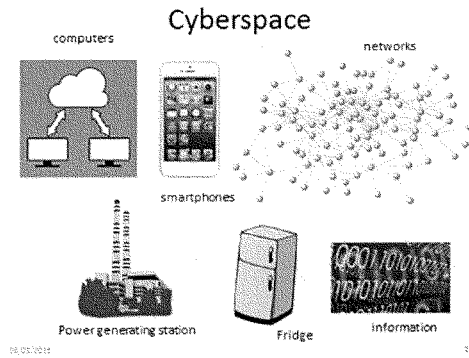 Cyberspace
computers
networks
smartphones
Power generating station
Fridge
Information